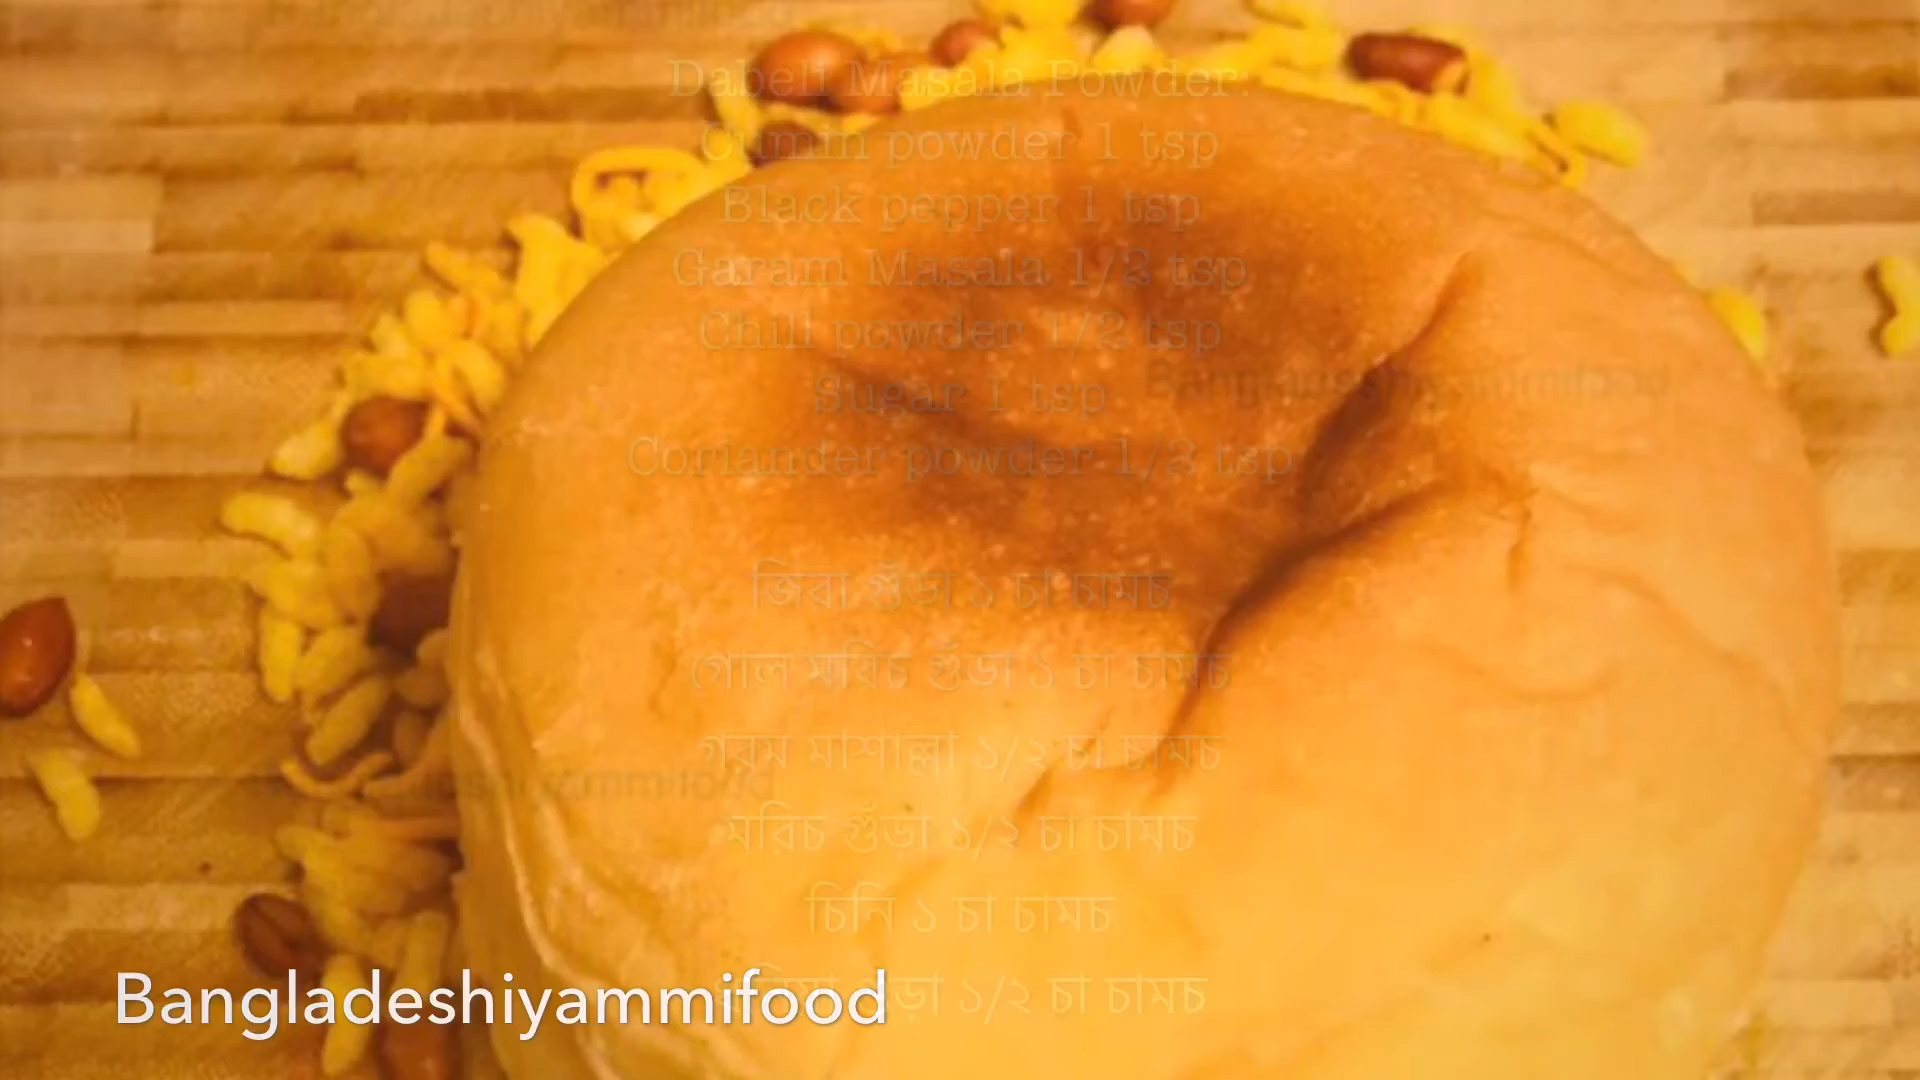 Dabeli Masala Powder:
Cumin powder 1 tsp
Black pepper 1 tsp
Garam Masala 1/2 tsp
Chili powder 1/2 tsp
Sugar 1 tsp
Bangladeshiyammifood
Coriander powder 1/2 tsp
জিরা গুঁড়া ১ চা চামচ
গোল মরিচ গুঁড়া ১ চা চামচ
গরম মাশাল্লা ১/২ চা চামচ
মরিচ গুঁড়া ১/২ চা চামচ
চিনি ১ চা চামচ
১/২ চা চামচ
Bangladeshiyammifood